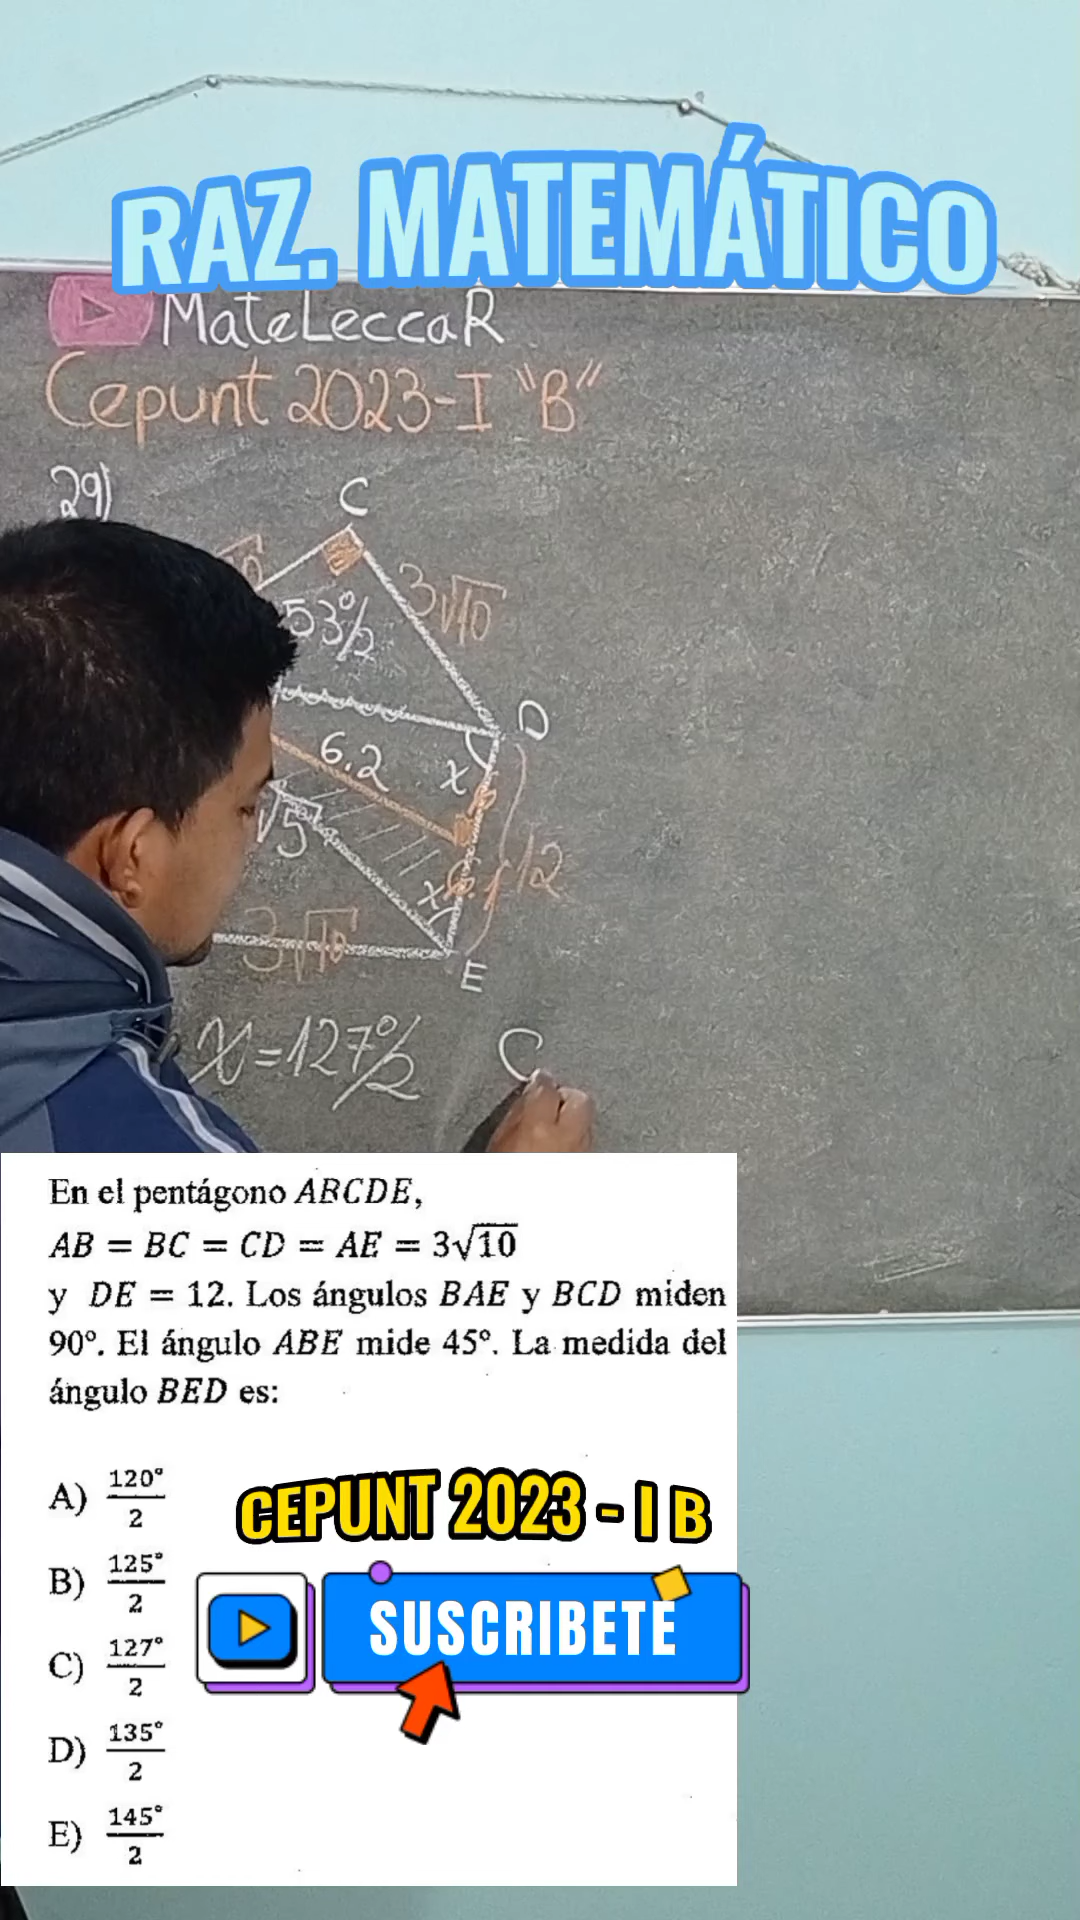 RAZ. MATEMÁTICO
MateLeccaR
Cepunt 2023-I "B"
29)
C
3√10
53°/2
D
6.2
x
√5
x
12
3√10
E
x=127°/2
C
En el pentágono ABCDE,
AB = BC = CD = AE = 3√10
y DE = 12. Los ángulos BAE y BCD miden
90º. El ángulo ABE mide 45º. La medida del
ángulo BED es:
A) 120°/2
B) 125°/2
C) 127°/2
D) 135°/2
E) 145°/2
CEPUNT 2023 - I B
SUSCRIBETE